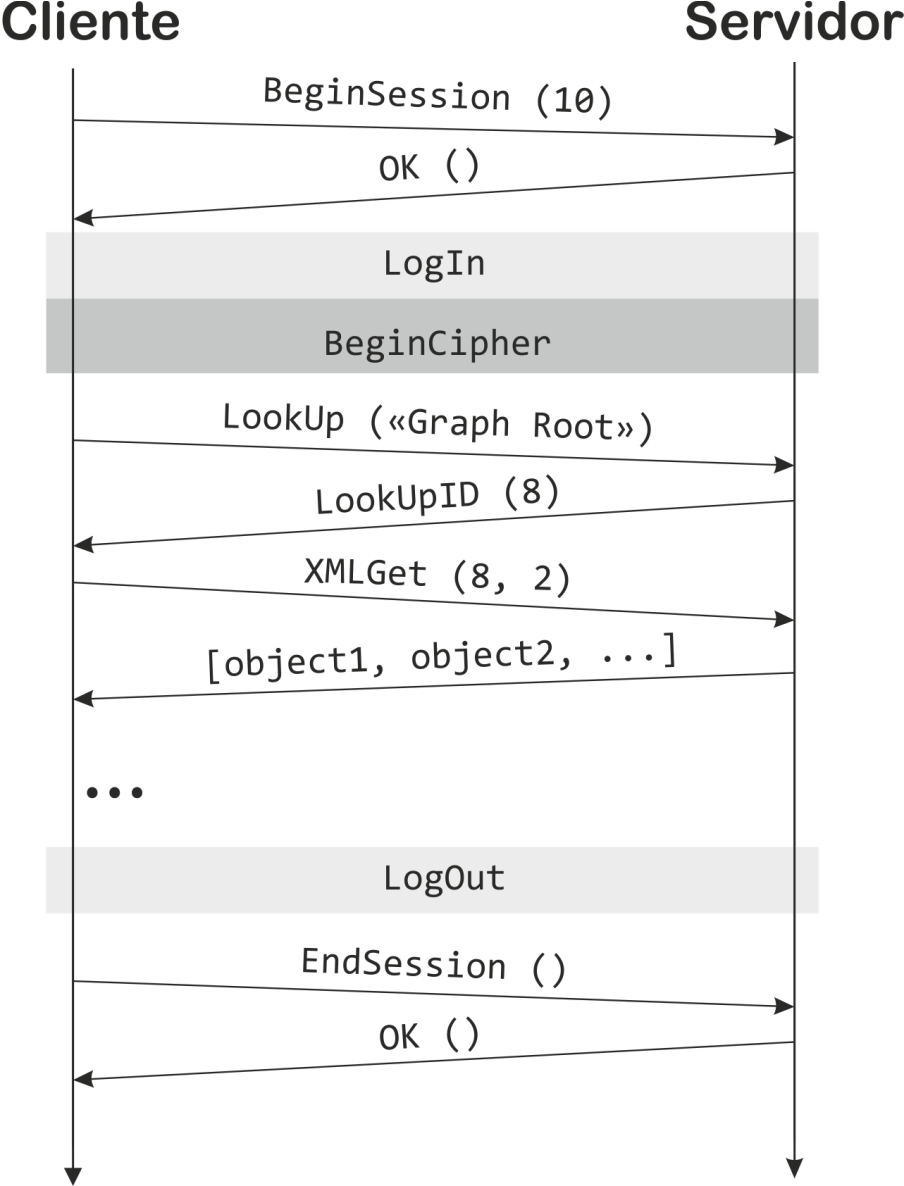 Cliente Servidor
BeginSession (10)
OK ()
LogIn
BeginCipher
LookUp («Graph Root»)
LookUpID (8)
XMLGet (8, 2)
[object1, object2, ...]
...
LogOut
EndSession ()
OK ()